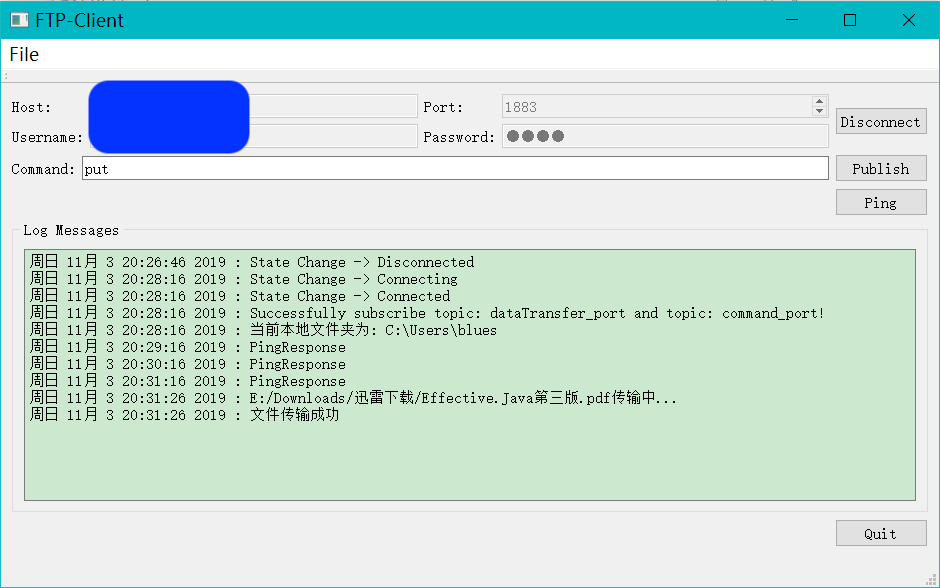 FTP-Client
File
Host:
Port: 1883
Username:
Password: ●●●●
Disconnect
Command: put
Publish
Ping
Log Messages
周日 11月 3 20:26:46 2019 : State Change -> Disconnected
周日 11月 3 20:28:16 2019 : State Change -> Connecting
周日 11月 3 20:28:16 2019 : State Change -> Connected
周日 11月 3 20:28:16 2019 : Successfully subscribe topic: dataTransfer_port and topic: command_port!
周日 11月 3 20:28:16 2019 : 当前本地文件夹为: C:\Users\blues
周日 11月 3 20:29:16 2019 : PingResponse
周日 11月 3 20:30:16 2019 : PingResponse
周日 11月 3 20:31:16 2019 : PingResponse
周日 11月 3 20:31:26 2019 : E:/Downloads/迅雷下载/Effective.Java第三版.pdf传输中...
周日 11月 3 20:31:26 2019 : 文件传输成功
Quit